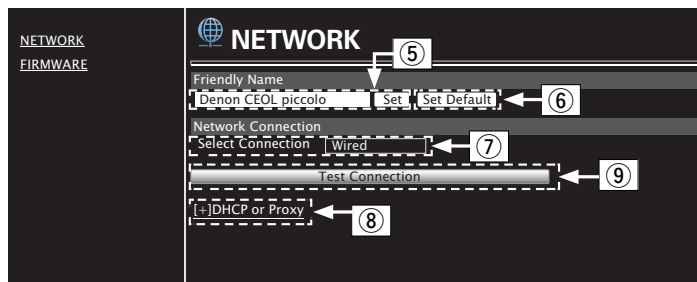 NETWORK
FIRMWARE
NETWORK
⑤
Friendly Name
Denon CEOL piccolo Set Set Default ⑥
Network Connection
Select Connection Wired ⑦
Test Connection ⑨
[+]DHCP or Proxy ⑧